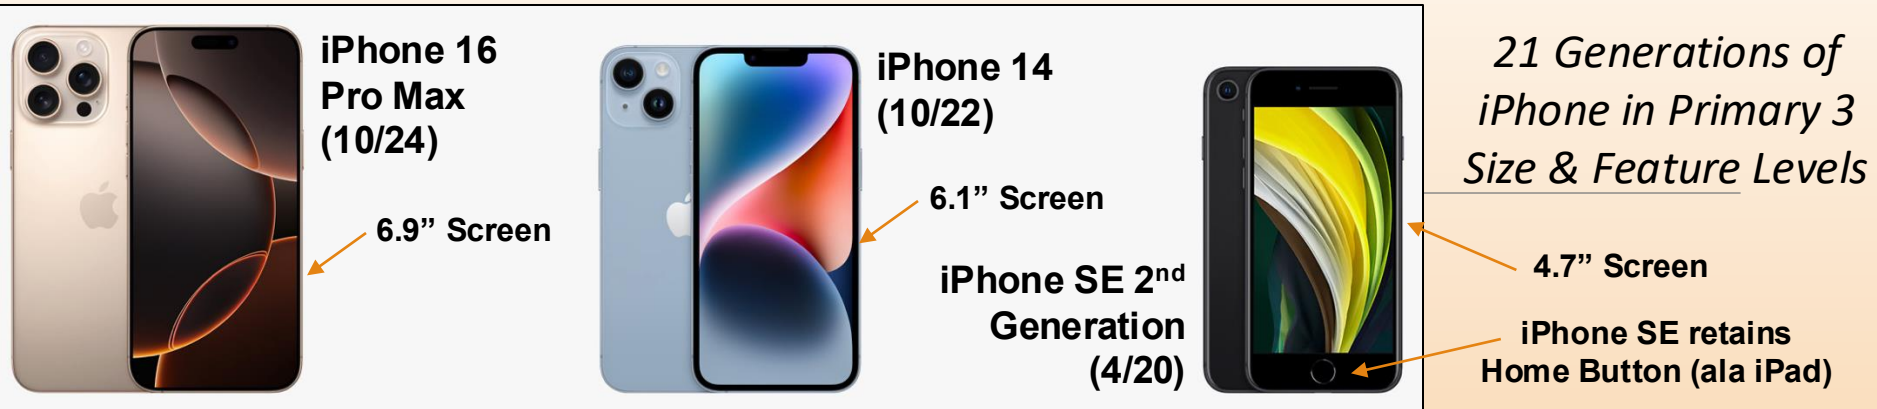 iPhone 16
Pro Max
(10/24)
6.9” Screen
iPhone 14
(10/22)
6.1” Screen
iPhone SE 2nd
Generation
(4/20)
21 Generations of
iPhone in Primary 3
Size & Feature Levels
4.7” Screen
iPhone SE retains
Home Button (ala iPad)